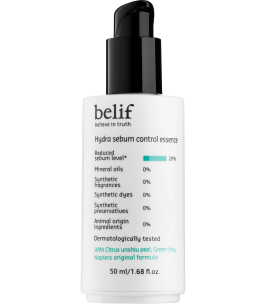 belif
believe in truth
Hydra sebum control essence
Reduced
sebum level* 26%
Mineral oils 0%
Synthetic
fragrances 0%
Synthetic dyes 0%
Synthetic
preservatives 0%
Animal origin
ingredients 0%
Dermatologically tested
With Citrus unshiu peel, Green clay,
Napiers original formula
50 ml/1.68 fl.oz.